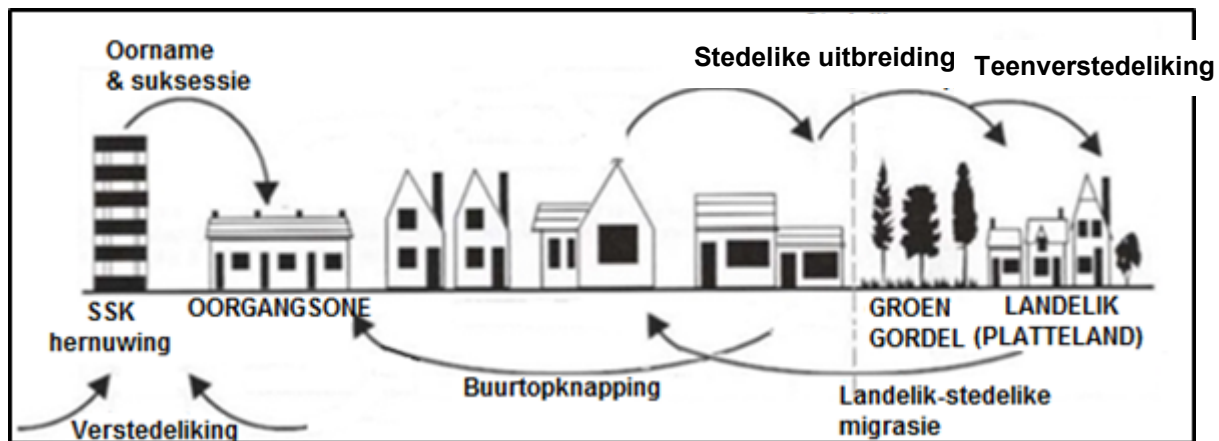 Oorname
& suksessie
Stedelike uitbreiding
Teenverstedeliking
SSK
hernuwing
OORGANGSONE
GROEN
GORDEL
LANDELIK
(PLATTELAND)
Buurtopknapping
Landelik-stedelike
migrasie
Verstedeliking